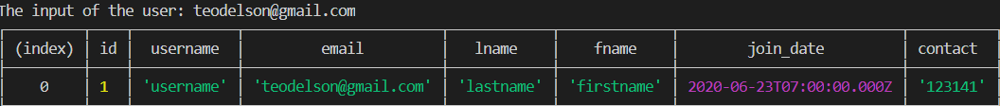 The input of the user: teodelson@gmail.com
(index) id username email lname fname join_date contact
0 1 'username' 'teodelson@gmail.com' 'lastname' 'firstname' 2020-06-23T07:00:00.000Z '123141'